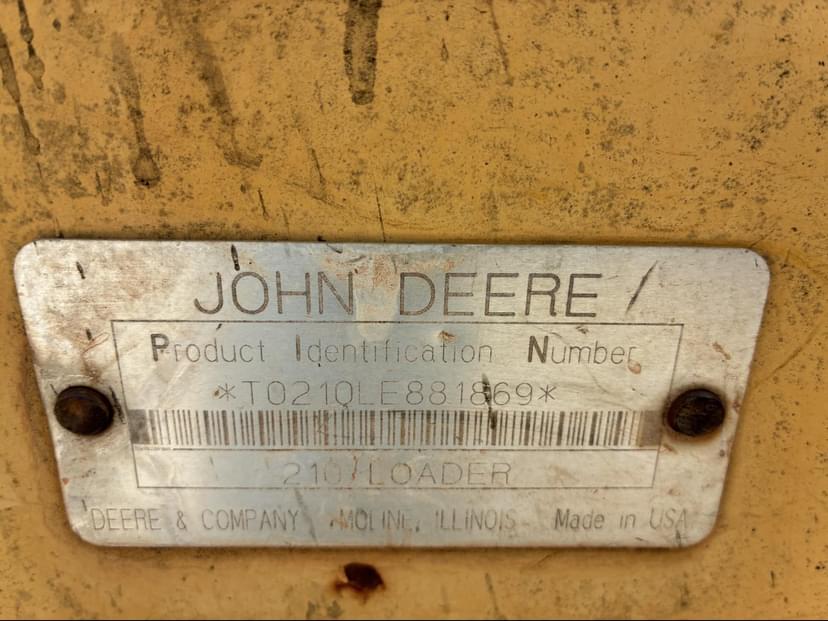 JOHN DEERE
Product Identification Number
*T0210LE881869*
210 LOADER
DEERE & COMPANY MOLINE, ILLINOIS Made in USA